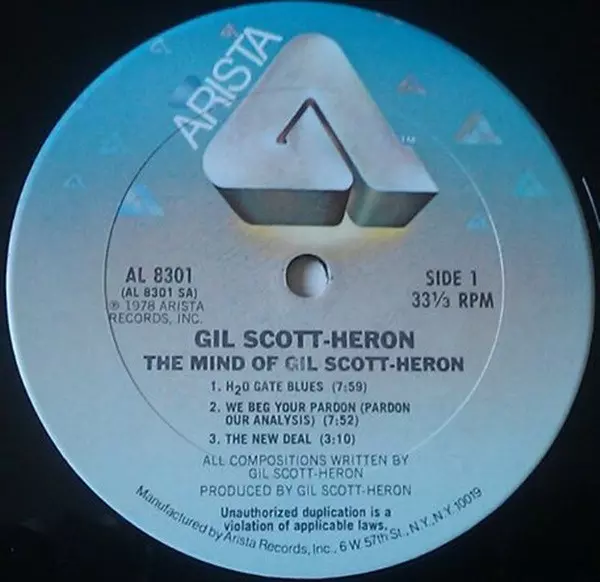 ARISTA
TM
AL 8301
(AL 8301 SA)
℗ 1978 ARISTA
RECORDS, INC.
SIDE 1
33⅓ RPM
GIL SCOTT-HERON
THE MIND OF GIL SCOTT-HERON
1. H₂O GATE BLUES (7:59)
2. WE BEG YOUR PARDON (PARDON
OUR ANALYSIS) (7:52)
3. THE NEW DEAL (3:10)
ALL COMPOSITIONS WRITTEN BY
GIL SCOTT-HERON
PRODUCED BY GIL SCOTT-HERON
Unauthorized duplication is a
violation of applicable laws.
Manufactured by Arista Records, Inc., 6 W. 57th St., N.Y., N.Y. 10019